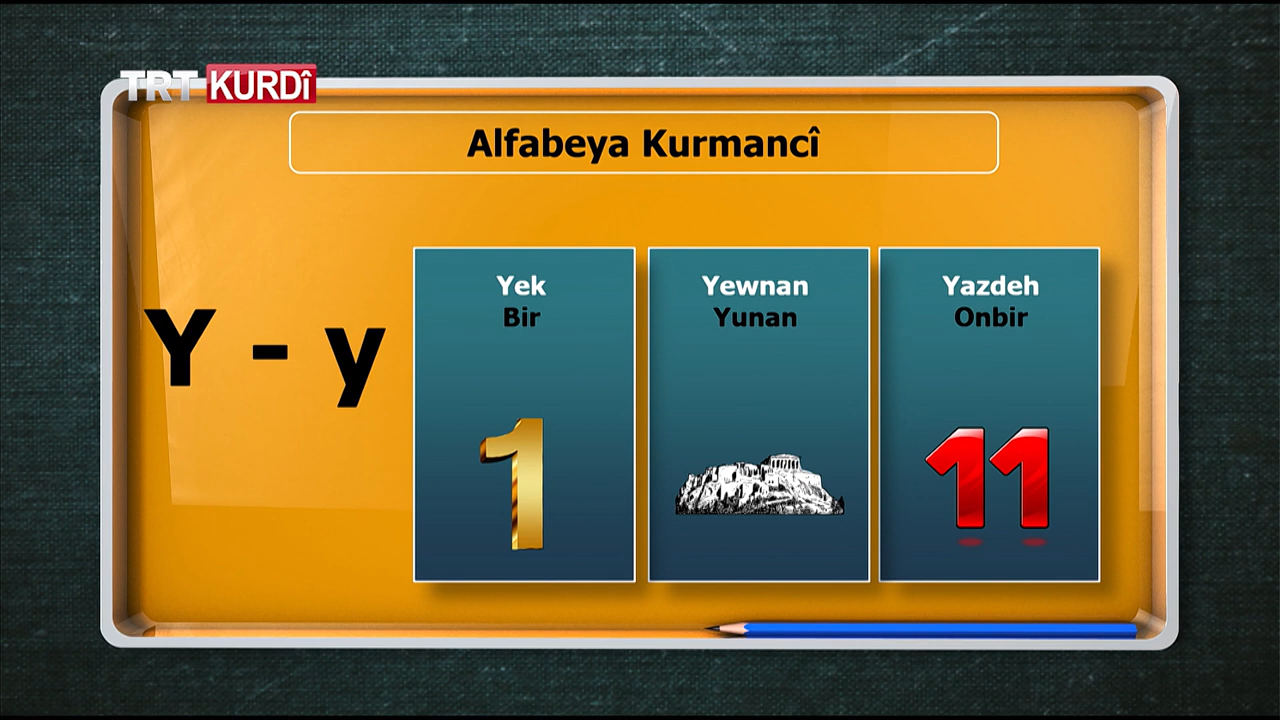 TRT KURDî
Alfabeya Kurmancî
Y - y
Yek
Bir
1
Yewnan
Yunan
Yazdeh
Onbir
11